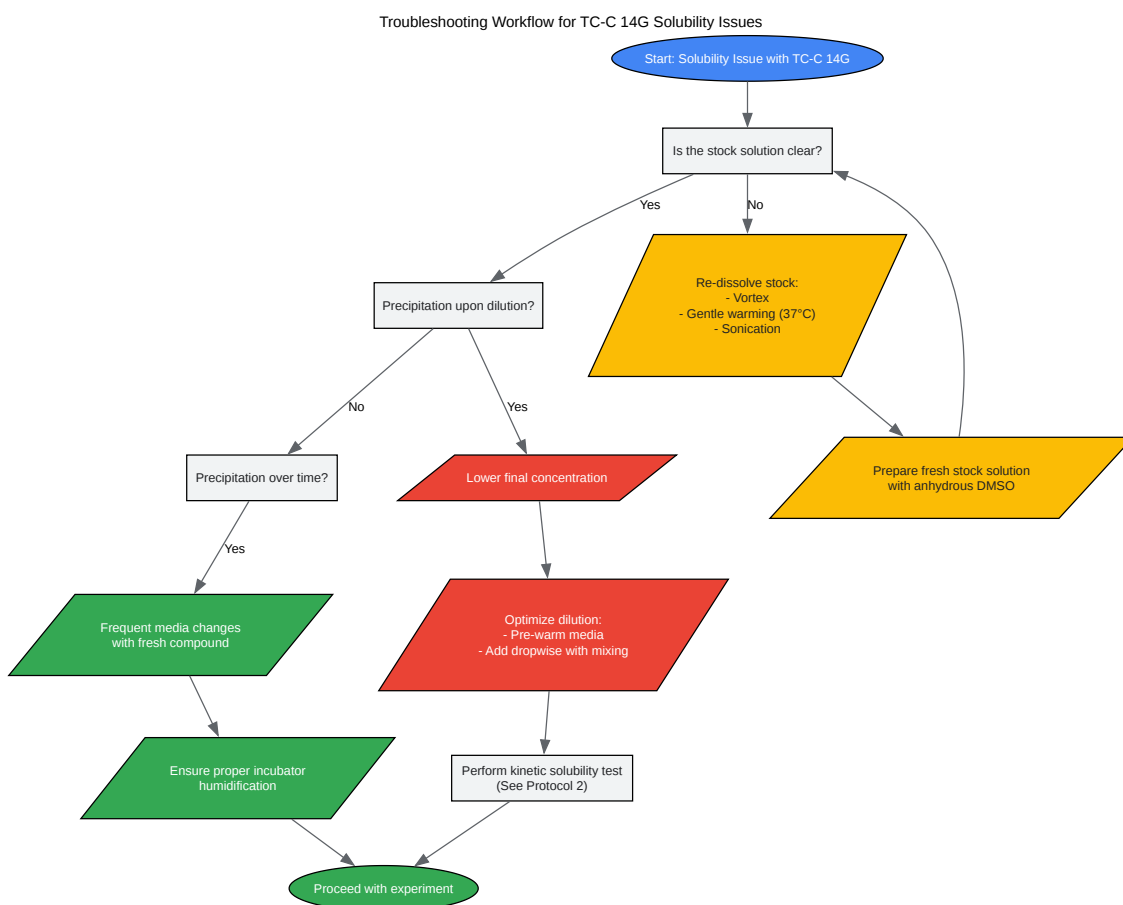 Troubleshooting Workflow for TC-C 14G Solubility Issues
Start: Solubility Issue with TC-C 14G
Is the stock solution clear?
Yes
No
Re-dissolve stock:
- Vortex
- Gentle warming (37°C)
- Sonication
Precipitation upon dilution?
No
Yes
Prepare fresh stock solution
with anhydrous DMSO
Precipitation over time?
Lower final concentration
Yes
Frequent media changes
with fresh compound
Optimize dilution:
- Pre-warm media
- Add dropwise with mixing
Ensure proper incubator
humidification
Perform kinetic solubility test
(See Protocol 2)
Proceed with experiment